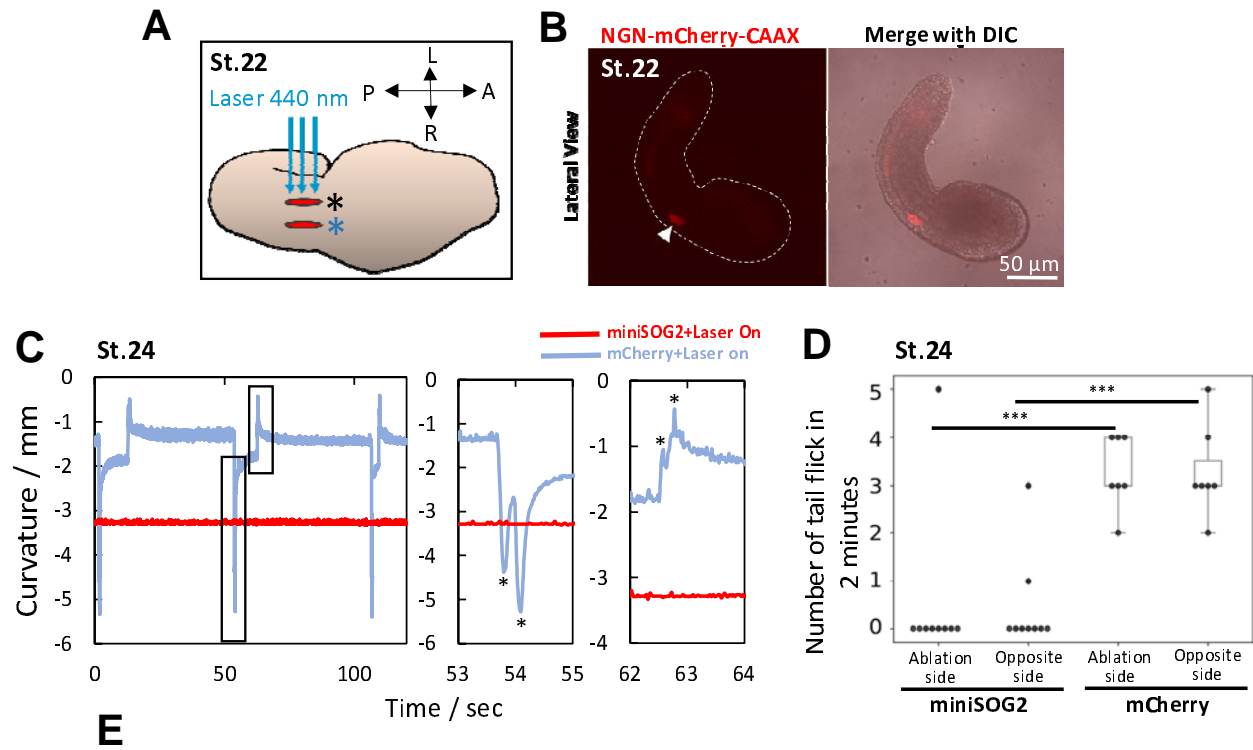 A
St.22
Laser 440 nm
L
P
A
R
*
*
B
NGN-mCherry-CAAX
Merge with DIC
St.22
Lateral View
50 µm
C
St.24
miniSOG2+Laser On
mCherry+Laser on
Curvature / mm
0
-1
-2
-3
-4
-5
-6
0
50
100
0
-1
-2
-3
-4
-5
-6
*
*
53
54
55
0
-1
-2
-3
-4
*
*
62
63
64
Time / sec
D
St.24
Number of tail flick in
2 minutes
5
4
3
2
1
0
***
***
Ablation
side
Opposite
side
Ablation
side
Opposite
side
miniSOG2
mCherry
E